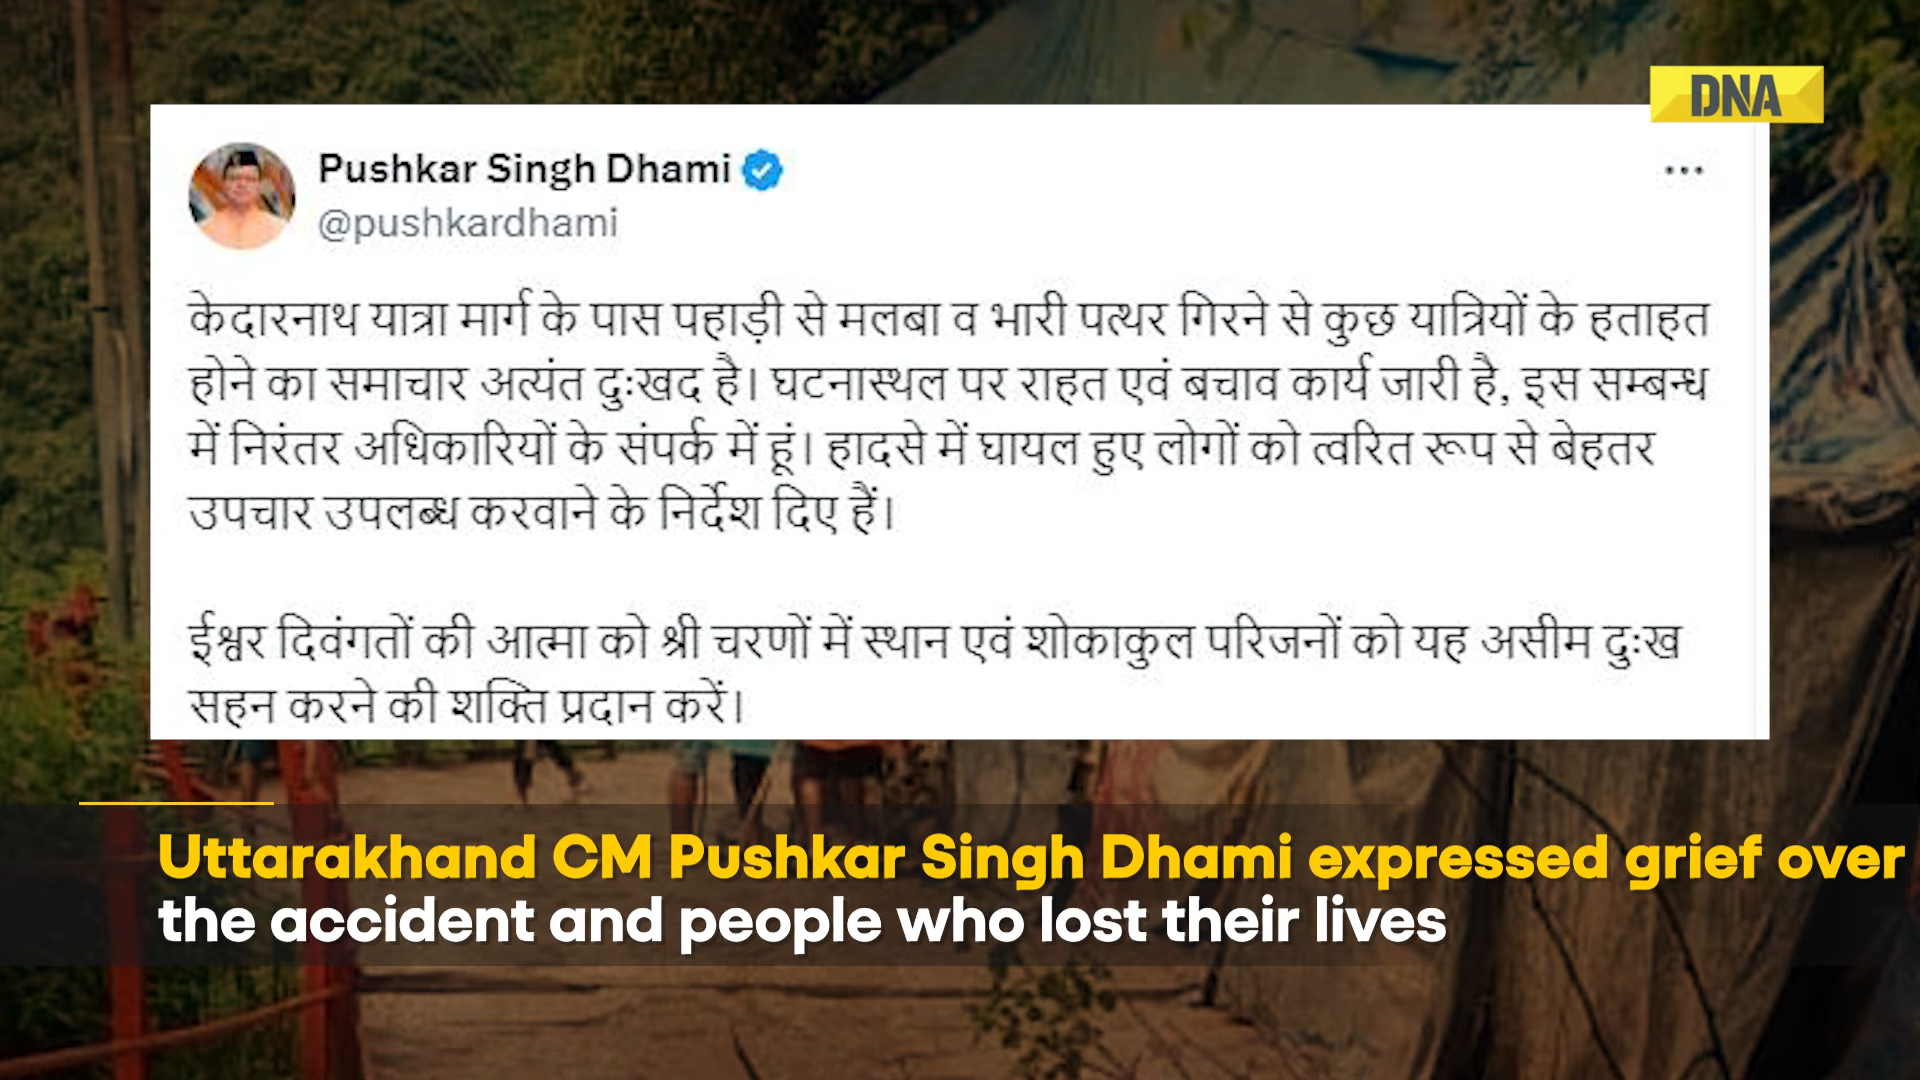 DNA
Pushkar Singh Dhami
@pushkardhami
केदारनाथ यात्रा मार्ग के पास पहाड़ी से मलबा व भारी पत्थर गिरने से कुछ यात्रियों के हताहत
होने का समाचार अत्यंत दुःखद है। घटनास्थल पर राहत एवं बचाव कार्य जारी है, इस सम्बन्ध
में निरंतर अधिकारियों के संपर्क में हूं। हादसे में घायल हुए लोगों को त्वरित रूप से बेहतर
उपचार उपलब्ध करवाने के निर्देश दिए हैं।
ईश्वर दिवंगतों की आत्मा को श्री चरणों में स्थान एवं शोकाकुल परिजनों को यह असीम दुःख
सहन करने की शक्ति प्रदान करें।
Uttarakhand CM Pushkar Singh Dhami expressed grief over
the accident and people who lost their lives